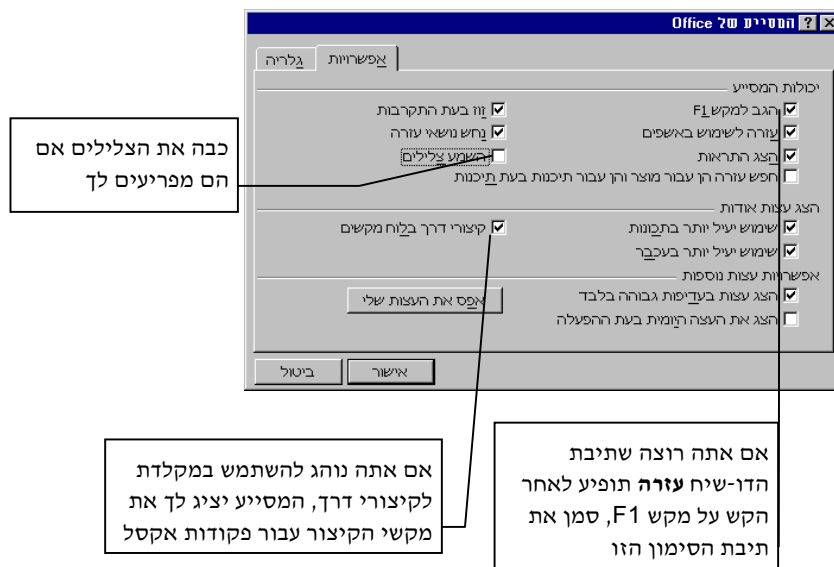 המסייע של Office
אפשרויות
גלריה
יכולות המסייע
הגב למקש F1
זוז בעת התקרבות
עזרה לשימוש באשפים
נחש נושאי עזרה
הצג התראות
השמע צלילים
חפש עזרה הן עבור מוצר והן עבור תיכנות בעת תיכנות
הצג עצות אודות
שימוש יעיל יותר בתכונות
קיצורי דרך בלוח מקשים
שימוש יעיל יותר בעכבר
אפשרויות עצות נוספות
הצג עצות בעדיפות גבוהה בלבד
אפס את העצות שלי
הצג את העצה היומית בעת ההפעלה
אישור
ביטול
כבה את הצלילים אם
הם מפריעים לך
אם אתה רוצה שתיבת
הדו-שיח עזרה תופיע לאחר
הקש על מקש F1, סמן את
תיבת הסימון הזו
אם אתה נוהג להשתמש במקלדת
לקיצורי דרך, המסייע יציג לך את
מקשי הקיצור עבור פקודות אקסל